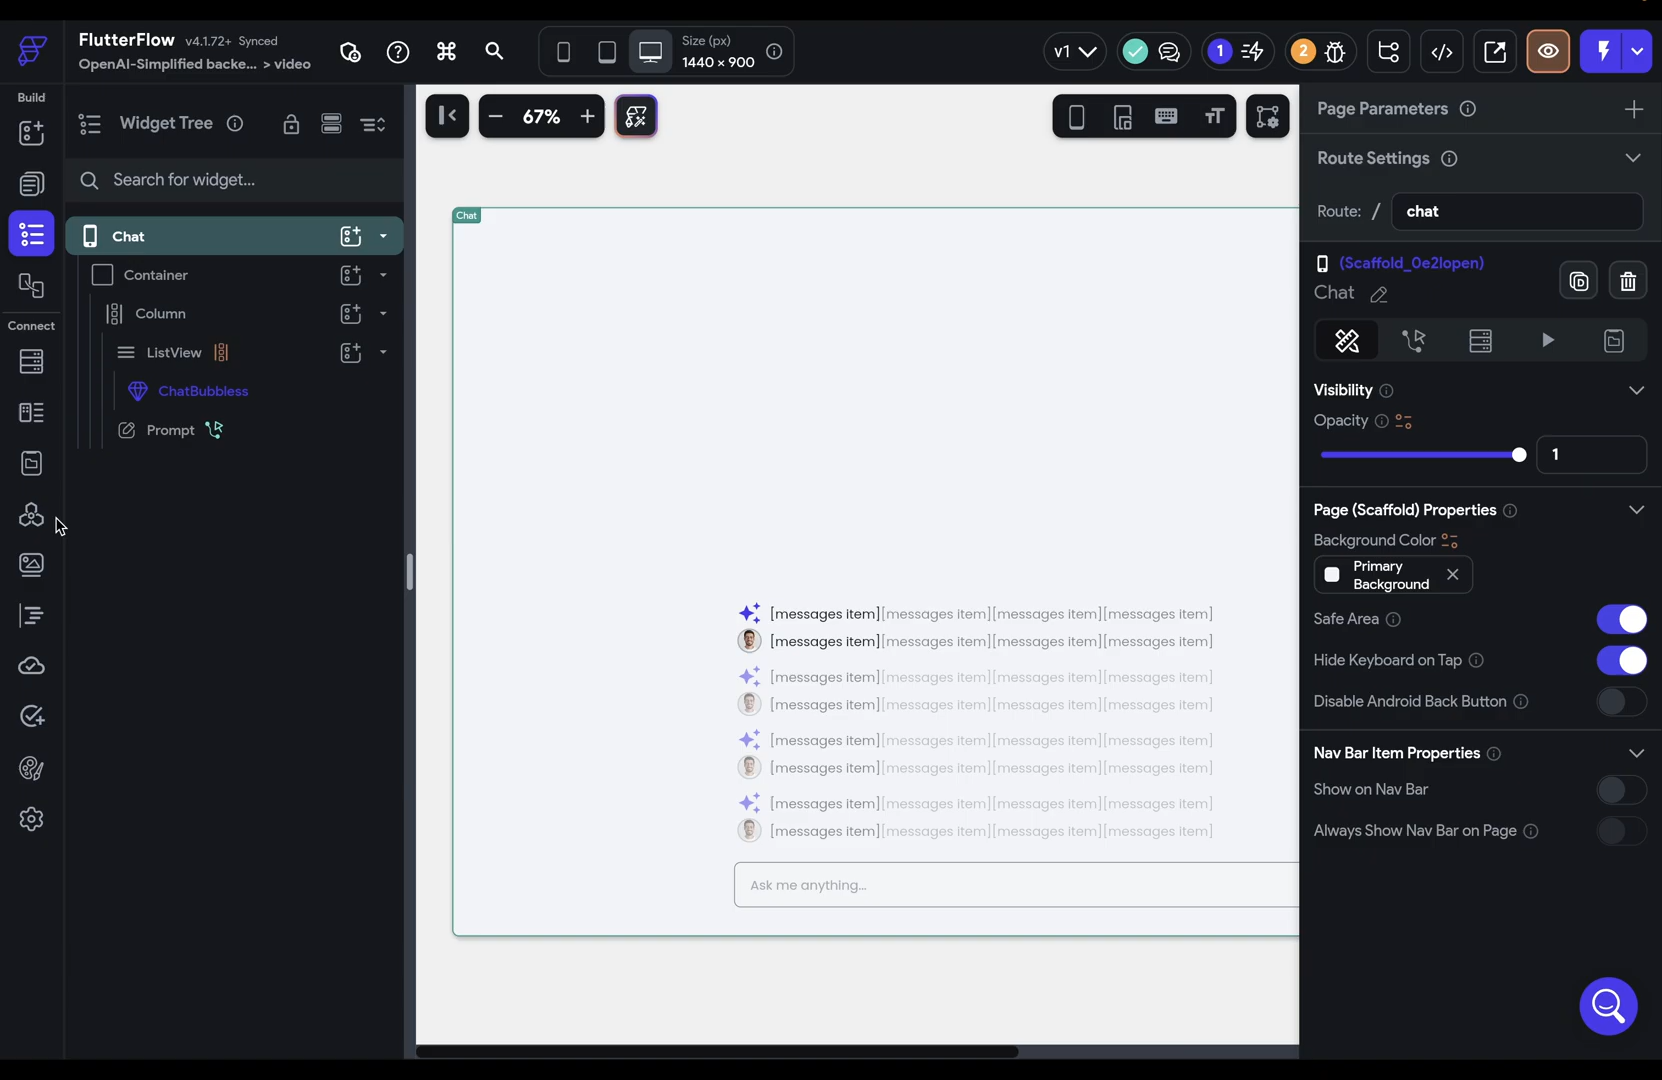 FlutterFlow v4.1.72+ Synced
OpenAI-Simplified backe... > video
Size (px)
1440 × 900
v1
1
2
Build
Connect
Widget Tree
Search for widget...
Chat
Container
Column
ListView
ChatBubbless
Prompt
67%
Chat
[messages item][messages item][messages item][messages item]
[messages item][messages item][messages item][messages item]
[messages item][messages item][messages item][messages item]
[messages item][messages item][messages item][messages item]
[messages item][messages item][messages item][messages item]
[messages item][messages item][messages item][messages item]
[messages item][messages item][messages item][messages item]
[messages item][messages item][messages item][messages item]
Ask me anything...
Page Parameters
Route Settings
Route: / chat
(Scaffold_0e2lopen)
Chat
Visibility
Opacity
1
Page (Scaffold) Properties
Background Color
Primary
Background
Safe Area
Hide Keyboard on Tap
Disable Android Back Button
Nav Bar Item Properties
Show on Nav Bar
Always Show Nav Bar on Page